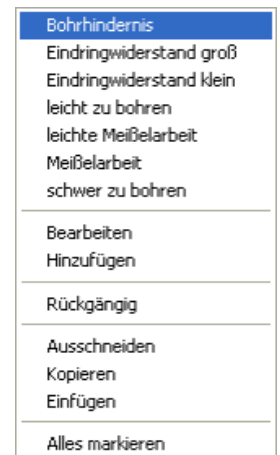 Bohrhindernis
Eindringwiderstand groß
Eindringwiderstand klein
leicht zu bohren
leichte Meißelarbeit
Meißelarbeit
schwer zu bohren
Bearbeiten
Hinzufügen
Rückgängig
Ausschneiden
Kopieren
Einfügen
Alles markieren